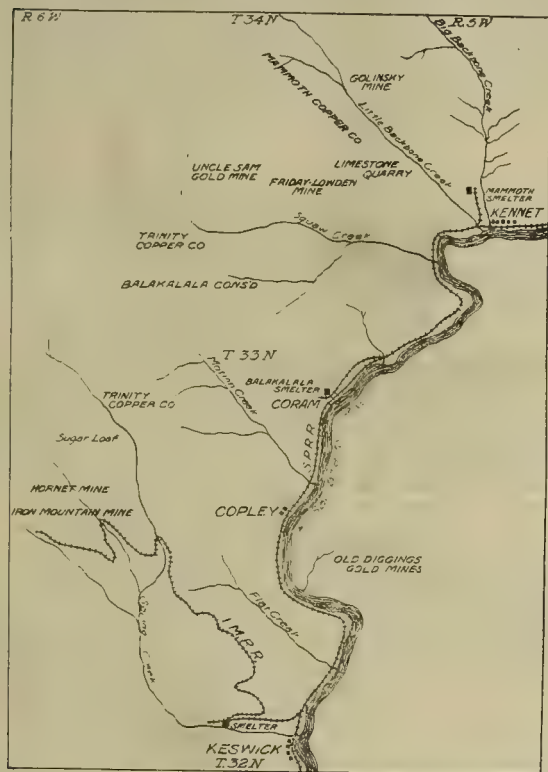 R 6 W
T 34 N
R 5 W
Big Backbone Creek
MAMMOTH COPPER CO
GOLINSKY
MINE
Little Backbone Creek
UNCLE SAM
GOLD MINE
FRIDAY-LOWDEN
MINE
LIMESTONE
QUARRY
MAMMOTH
SMELTER
KENNET
Squaw Creek
TRINITY
COPPER CO
BALAKALALA CONS'D
T 33 N
Motion Creek
BALAKALALA
SMELTER
CORAM
TRINITY
COPPER CO
Sugar Loaf
S.P.R.R.
HORNET MINE
IRON MOUNTAIN MINE
COPLEY
OLD DIGGINGS
GOLD MINES
Flat Creek
I.M.R.R.
Spring Creek
SMELTER
KESWICK
T.32N